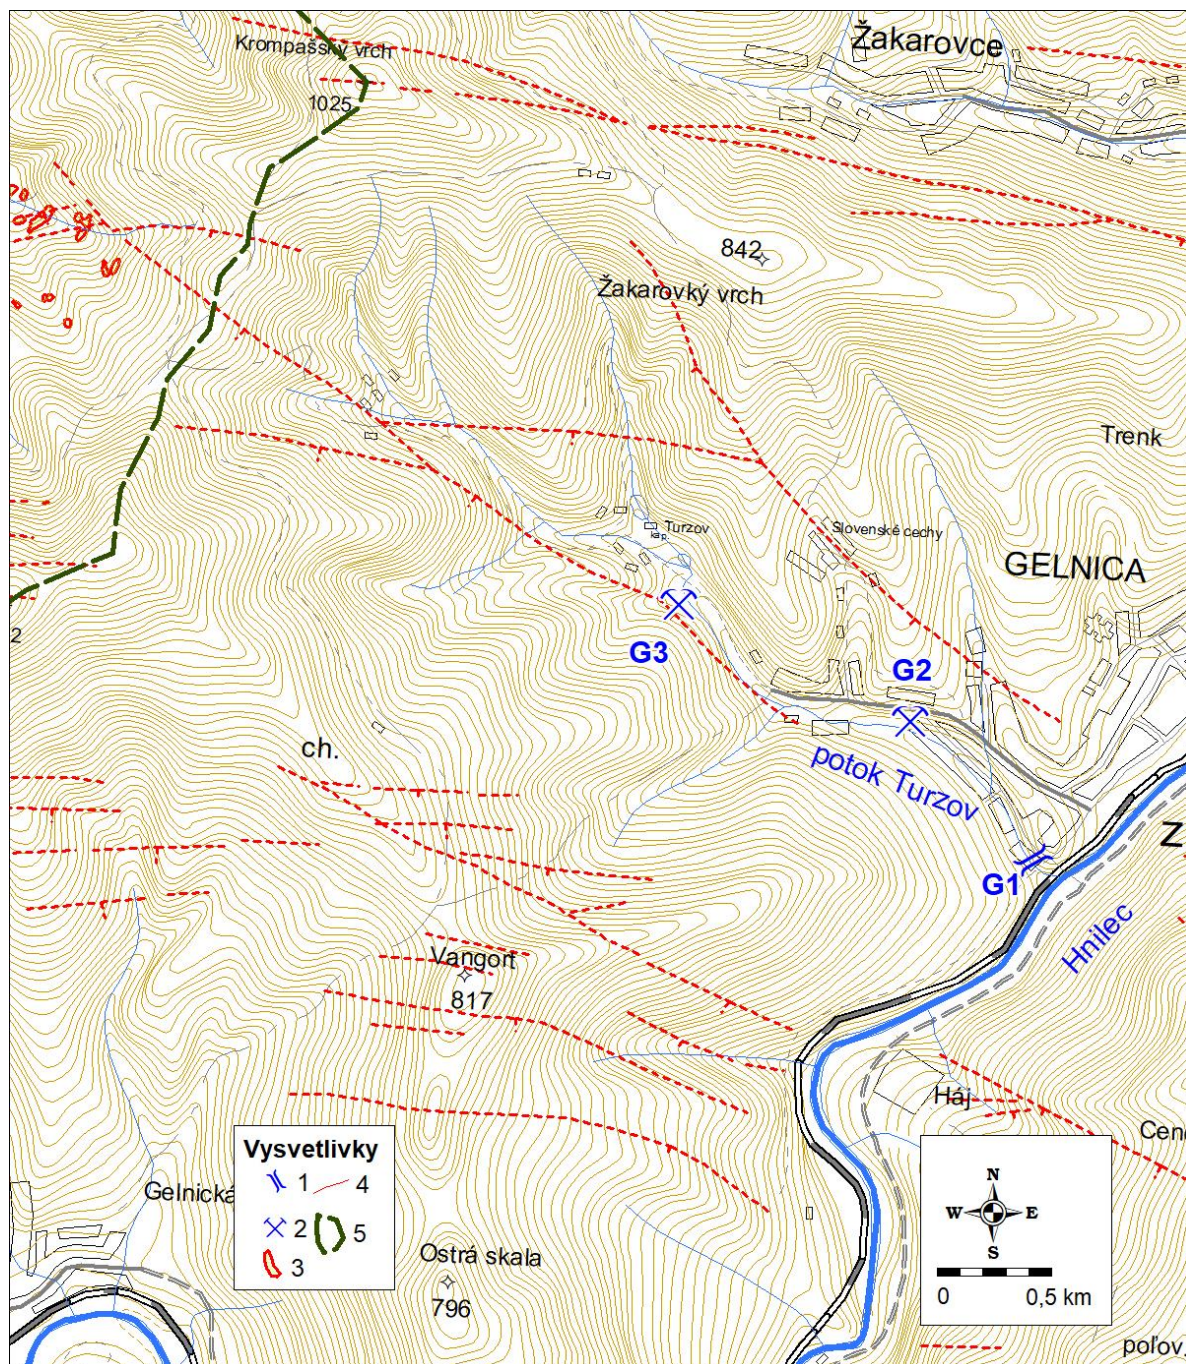 Žakarovce
Krompašský vrch
1025
842
Žakarovký vrch
Trenk
Slovenské cechy
Turzov
kap.
GELNICA
2
G3
G2
ch.
potok Turzov
Z
G1
Hnilec
Vangort
817
Háj
Vysvetlivky
1 4
2 5
3
Gelnická
N
W E
S
0 0,5 km
Ostrá skala
796
poľov